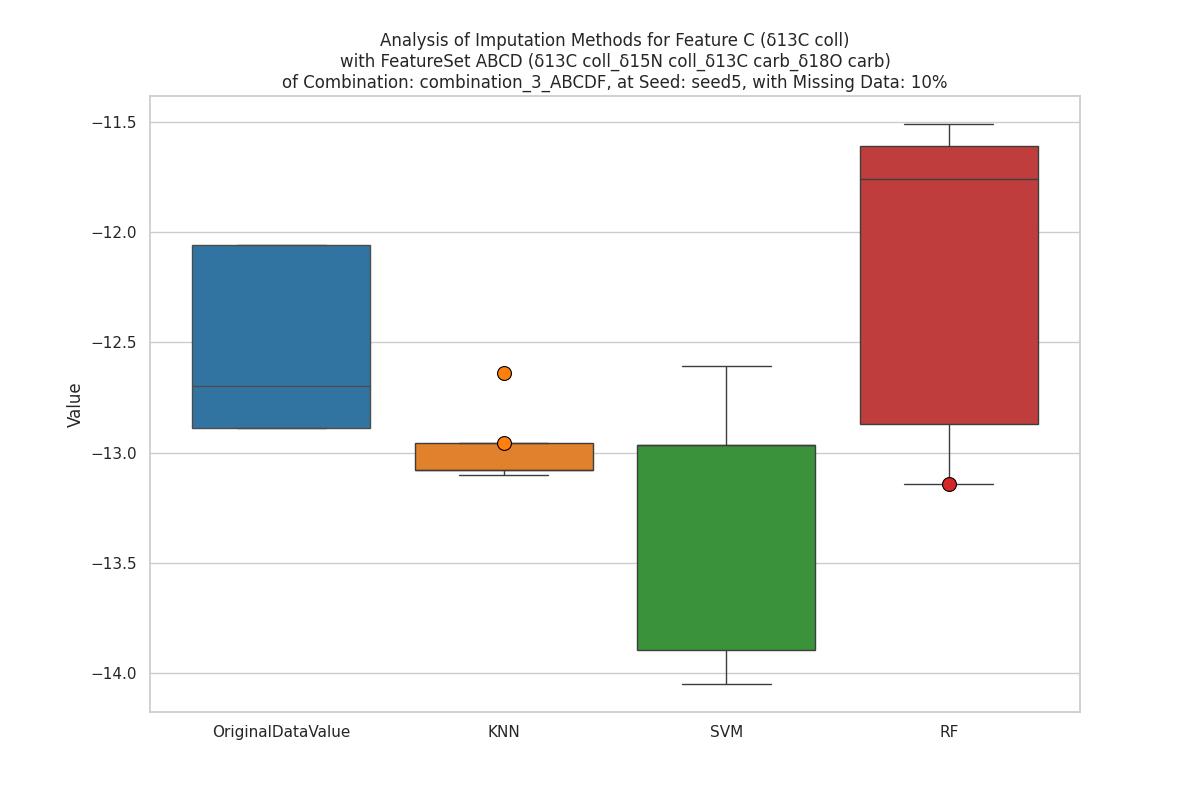 Analysis of Imputation Methods for Feature C (δ13C coll)
with FeatureSet ABCD (δ13C coll_δ15N coll_δ13C carb_δ18O carb)
of Combination: combination_3_ABCDF, at Seed: seed5, with Missing Data: 10%
−11.5
−12.0
−12.5
−13.0
−13.5
−14.0
Value
OriginalDataValue
KNN
SVM
RF